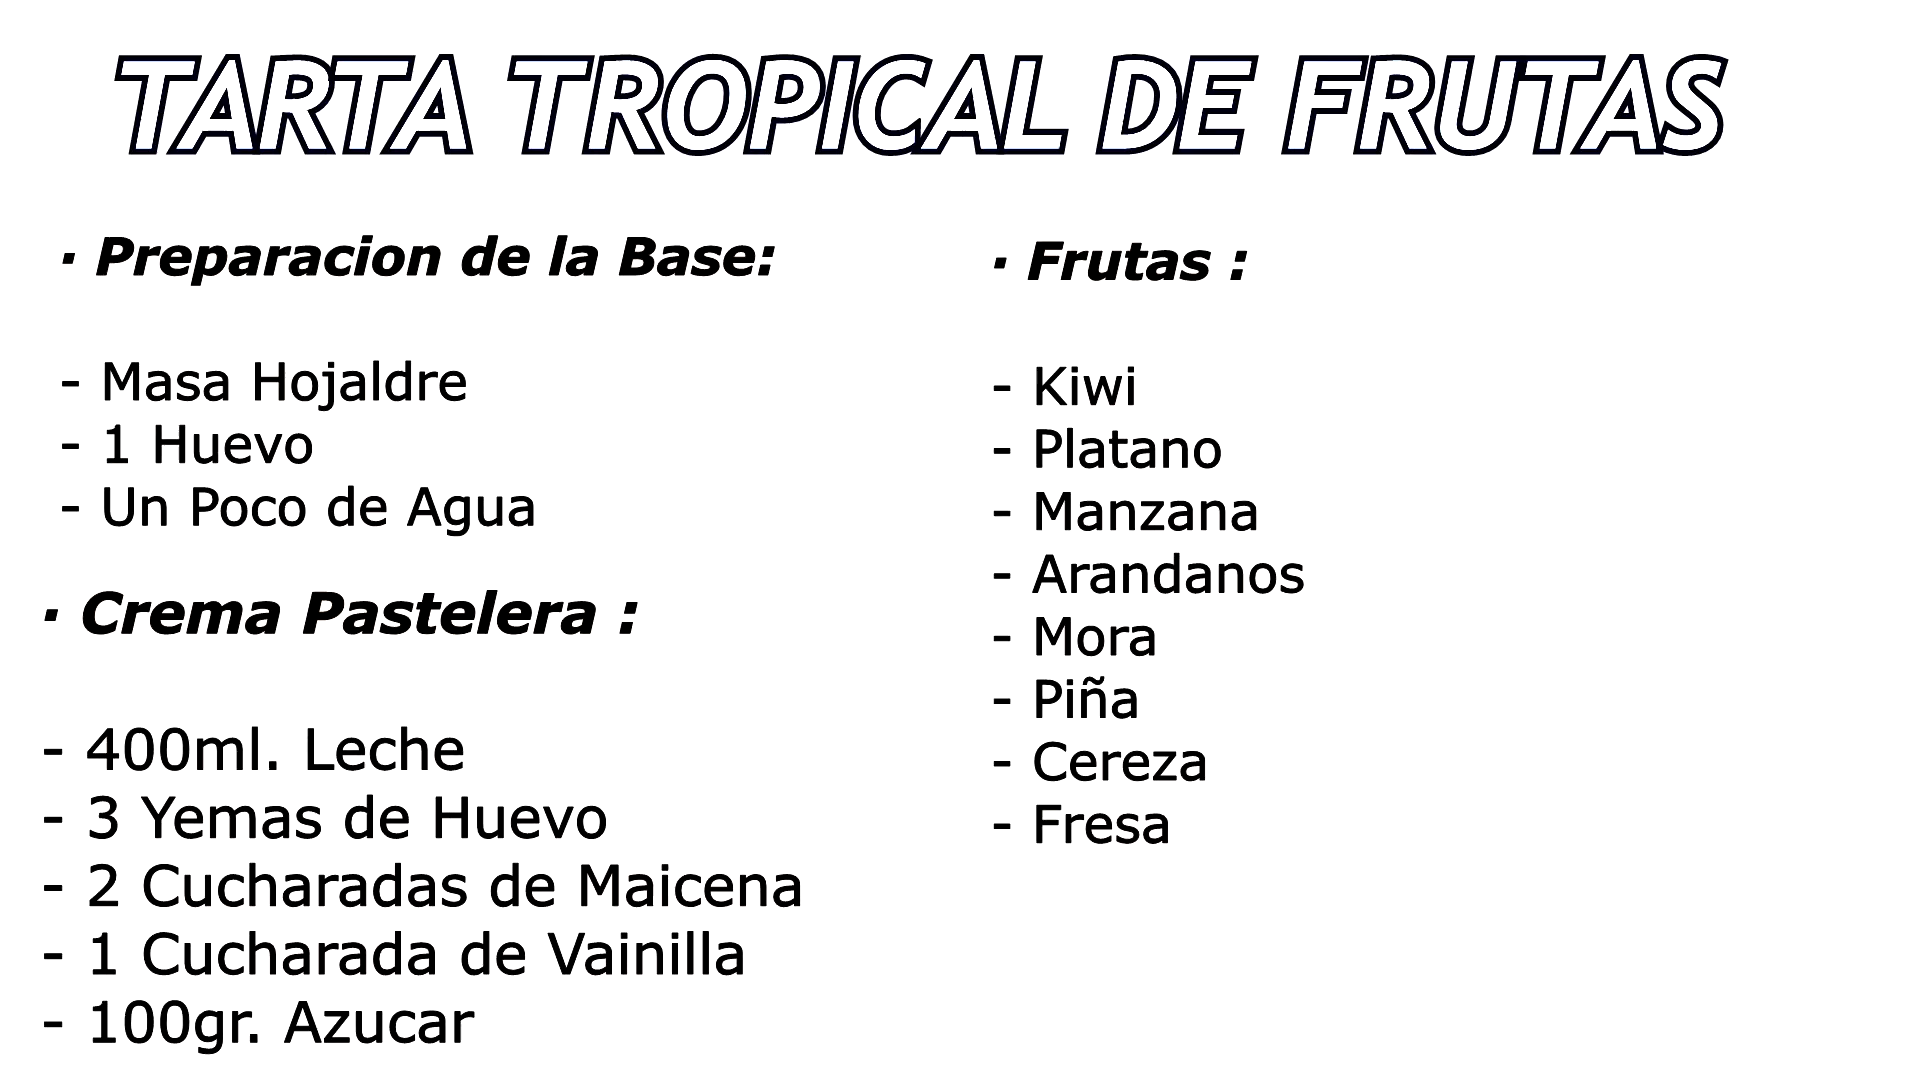 TARTA TROPICAL DE FRUTAS
· Preparacion de la Base:
- Masa Hojaldre
- 1 Huevo
- Un Poco de Agua
· Crema Pastelera :
- 400ml. Leche
- 3 Yemas de Huevo
- 2 Cucharadas de Maicena
- 1 Cucharada de Vainilla
- 100gr. Azucar
· Frutas :
- Kiwi
- Platano
- Manzana
- Arandanos
- Mora
- Piña
- Cereza
- Fresa